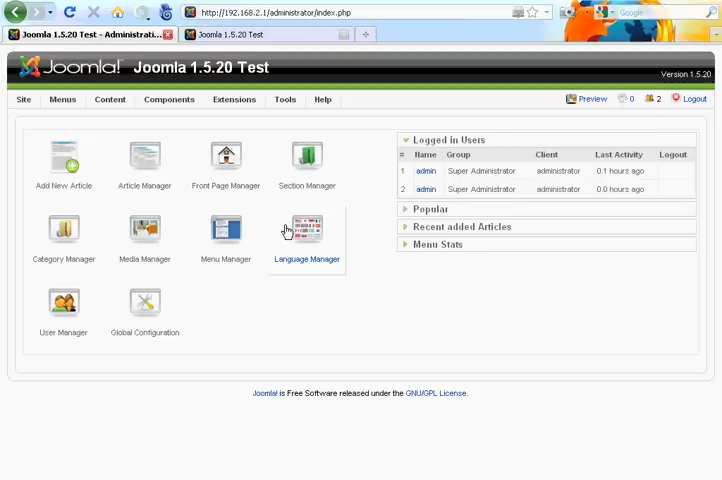 http://192.168.2.1/administrator/index.php
Google
Joomla 1.5.20 Test - Administrati...
Joomla 1.5.20 Test
Joomla! Joomla 1.5.20 Test
Version 1.5.20
Site Menus Content Components Extensions Tools Help Preview 0 2 Logout
Add New Article Article Manager Front Page Manager Section Manager
Category Manager Media Manager Menu Manager Language Manager
User Manager Global Configuration
Logged in Users
# Name Group Client Last Activity Logout
1 admin Super Administrator administrator 0.1 hours ago
2 admin Super Administrator administrator 0.0 hours ago
Popular
Recent added Articles
Menu Stats
Joomla! is Free Software released under the GNU/GPL License.